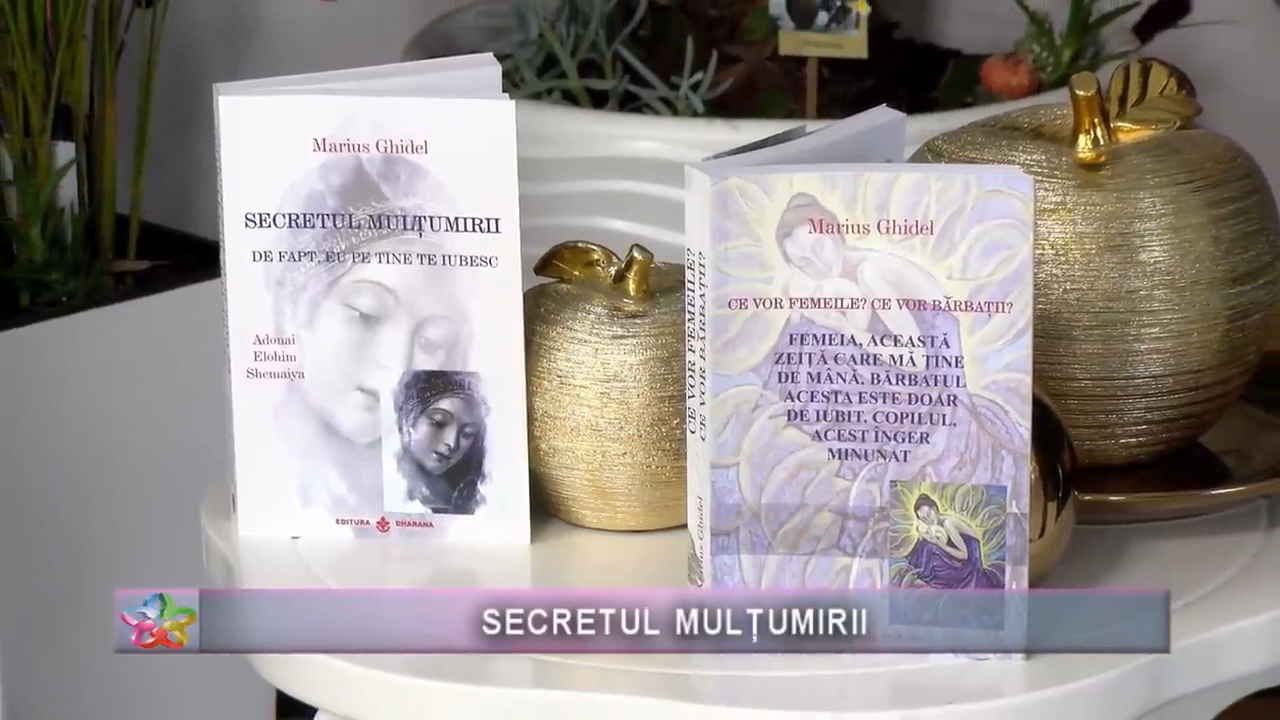 Marius Ghidel
SECRETUL MULȚUMIRII
DE FAPT, EU PE TINE TE IUBESC
Adonai
Elohim
Shemaiya
EDITURA DHARANA
CE VOR FEMEILE?
CE VOR BĂRBAȚII?
Marius Ghidel
Marius Ghidel
CE VOR FEMEILE? CE VOR BĂRBAȚII?
FEMEIA, ACEASTĂ
ZEIȚĂ CARE MĂ ȚINE
DE MÂNĂ. BĂRBATUL
ACESTA ESTE DOAR
DE IUBIT. COPILUL,
ACEST ÎNGER
MINUNAT
SECRETUL MULȚUMIRII